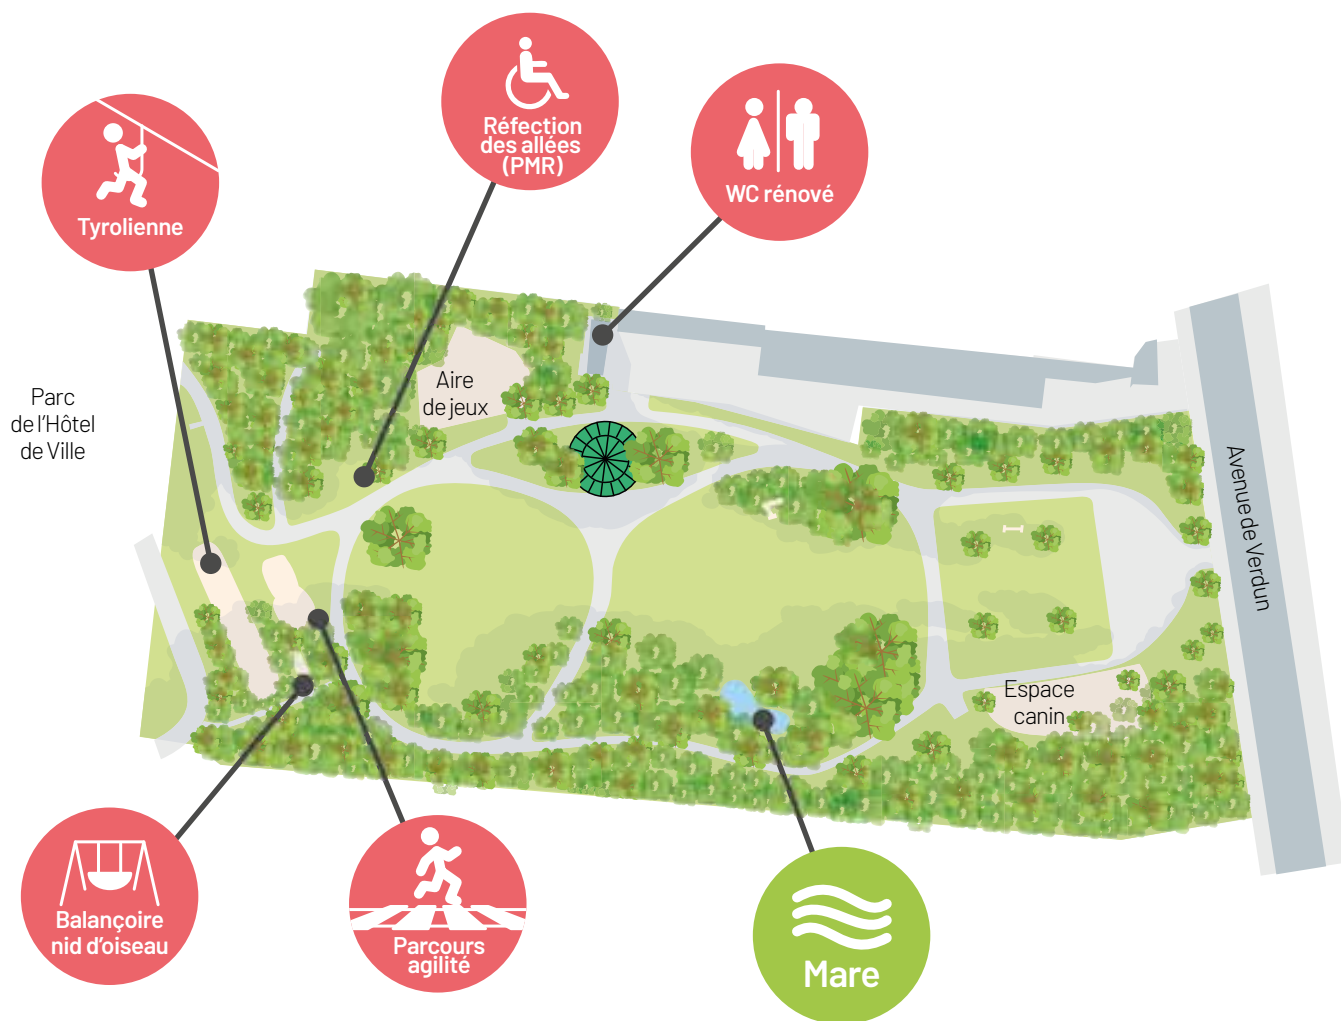 Réfection
des allées
(PMR)
WC rénové
Tyrolienne
Aire
de jeux
Parc
de l'Hôtel
de Ville
Avenue de Verdun
Espace
canin
Balançoire
nid d'oiseau
Parcours
agilité
Mare